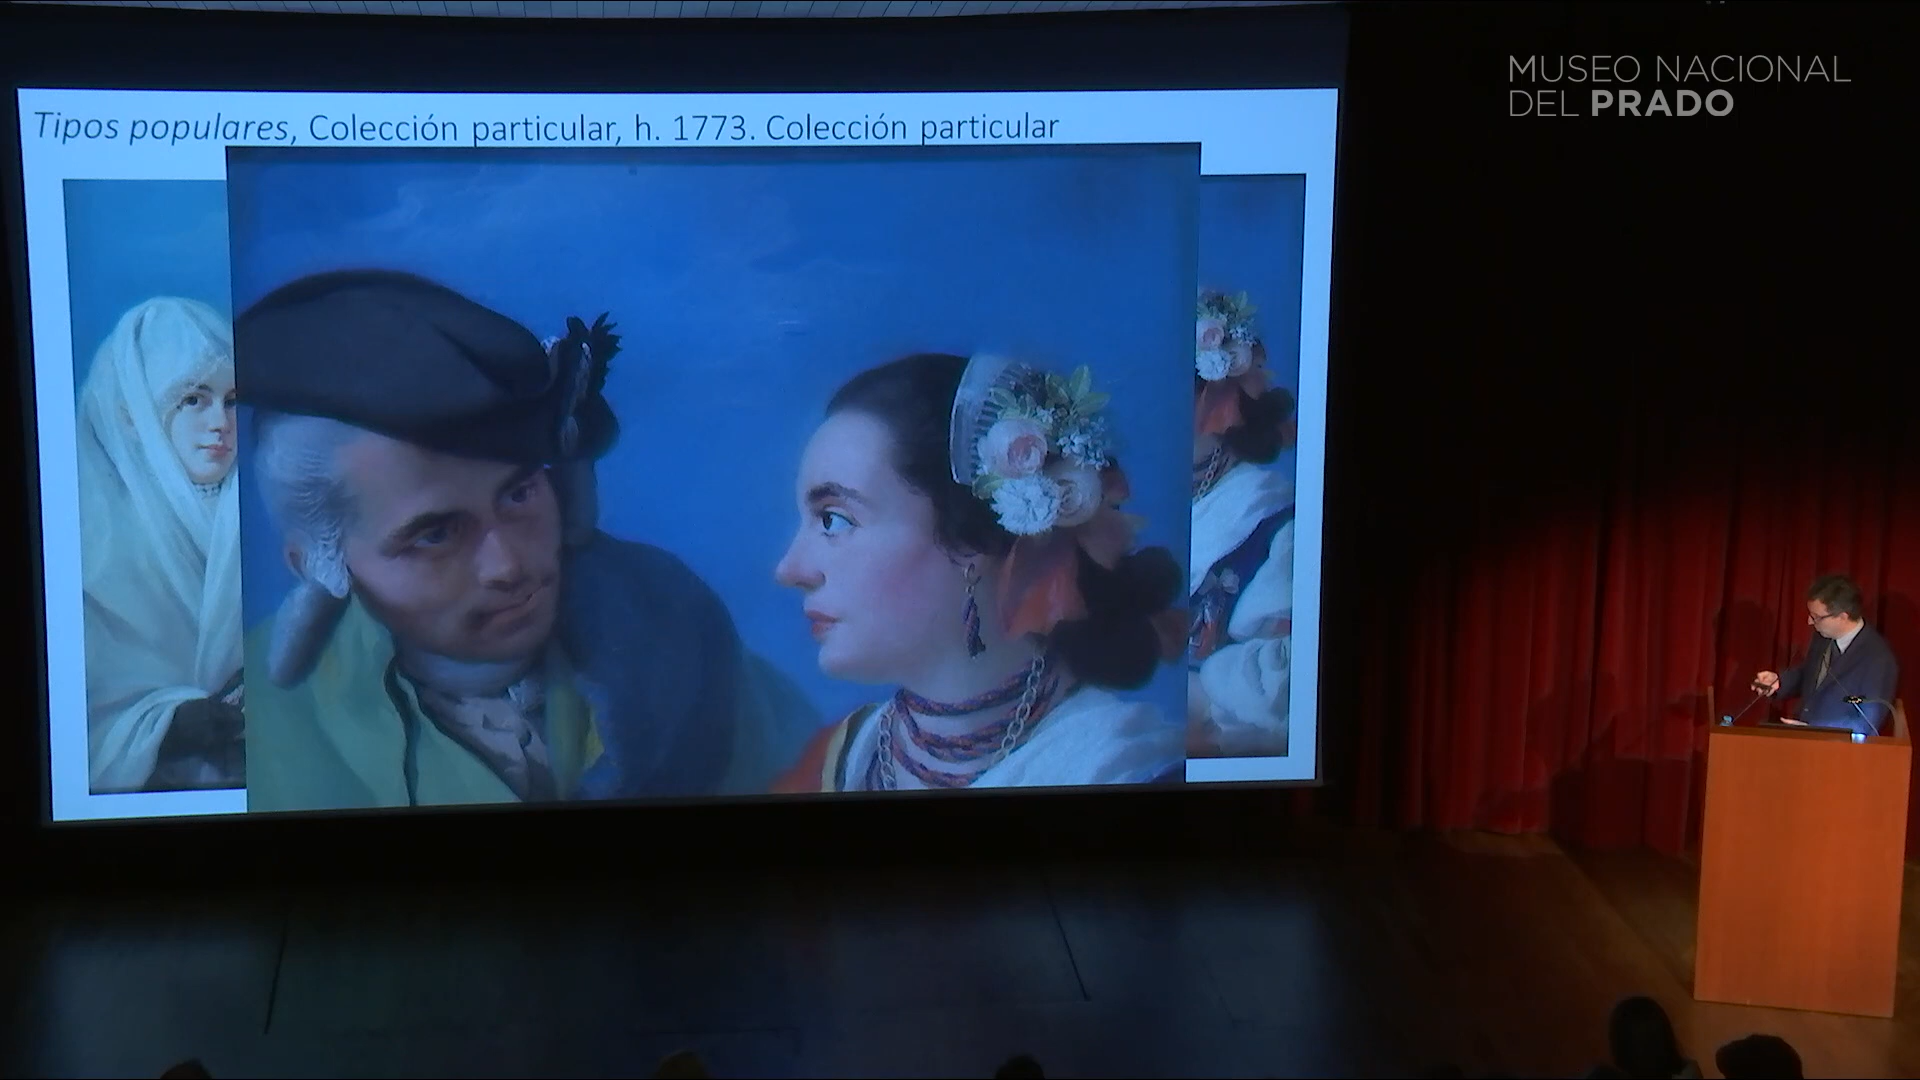 Tipos populares, Colección particular, h. 1773. Colección particular
MUSEO NACIONAL
DEL PRADO